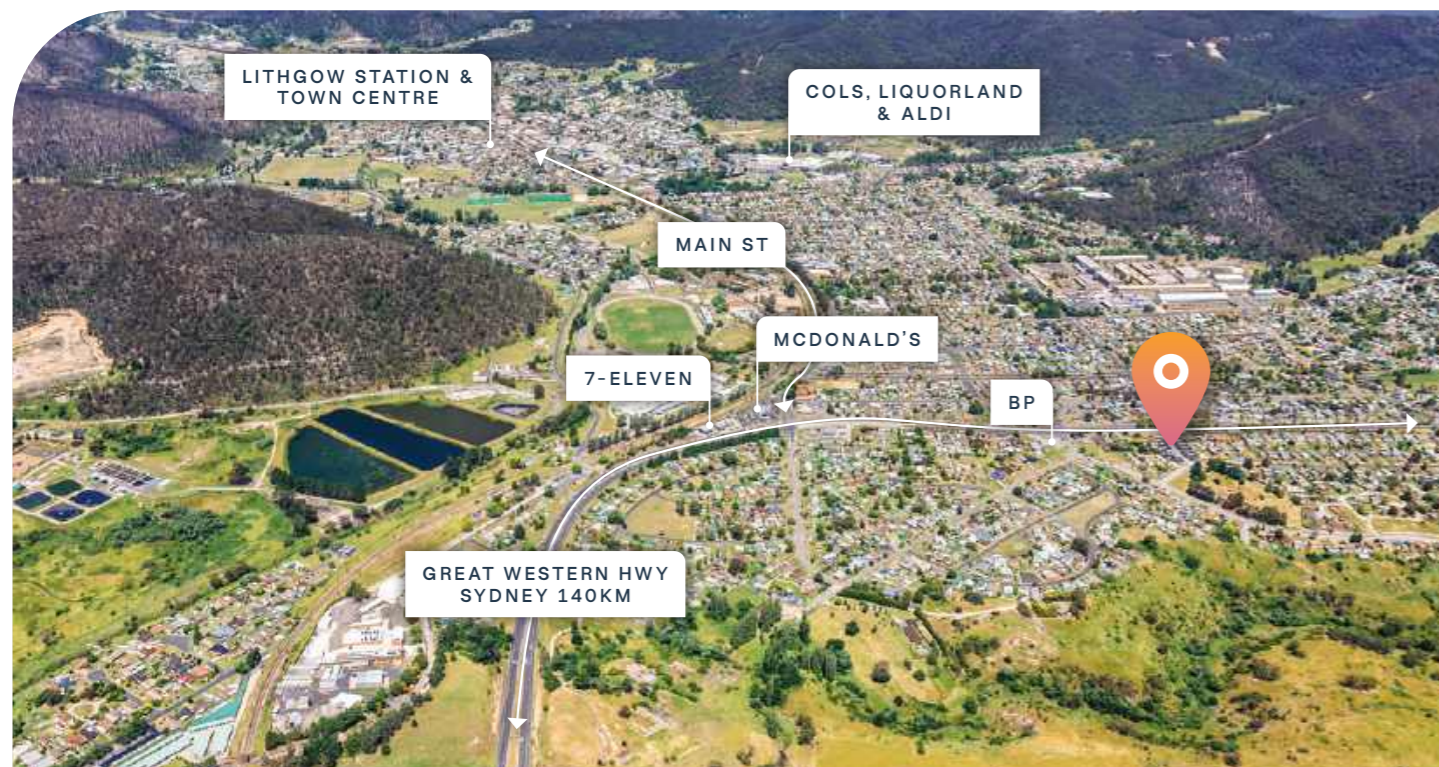 LITHGOW STATION &
TOWN CENTRE
COLS, LIQUORLAND
& ALDI
MAIN ST
MCDONALD'S
7-ELEVEN
BP
GREAT WESTERN HWY
SYDNEY 140KM